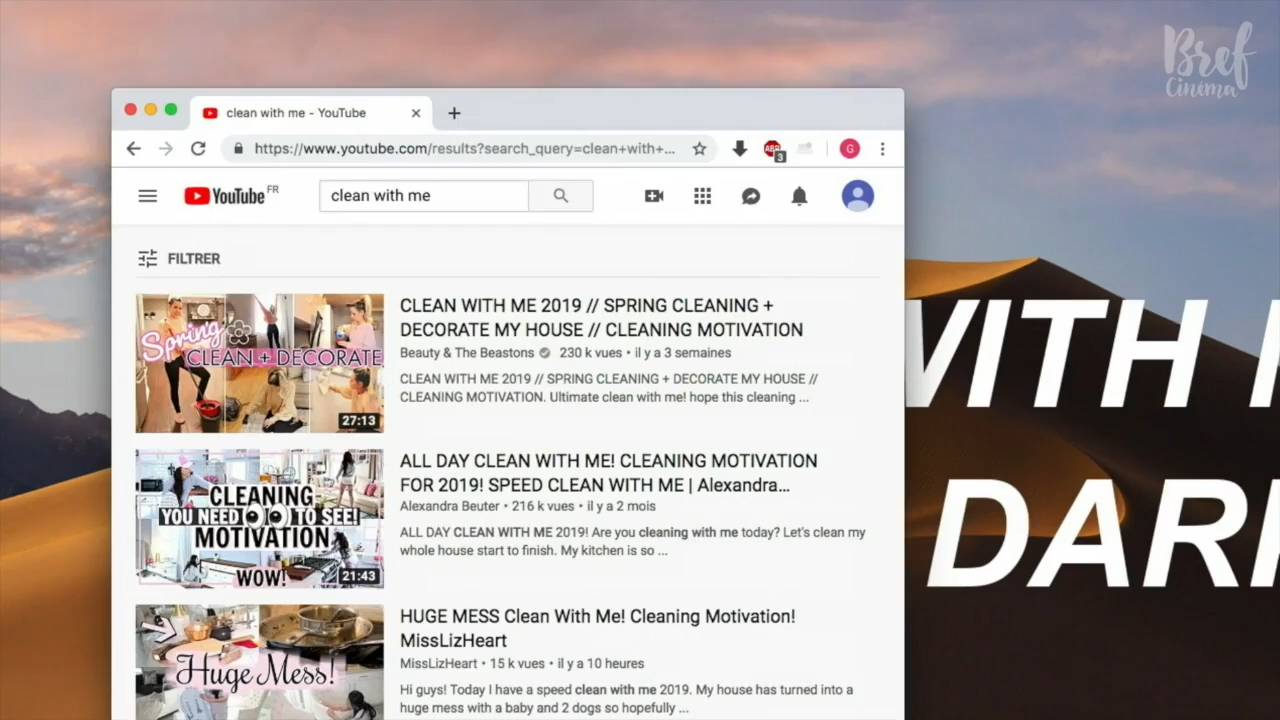 Bref
Cinéma
clean with me - YouTube
https://www.youtube.com/results?search_query=clean+with+...
ABP
3
G
YouTube FR
clean with me
FILTRER
Spring
CLEAN + DECORATE
27:13
CLEAN WITH ME 2019 // SPRING CLEANING +
DECORATE MY HOUSE // CLEANING MOTIVATION
Beauty & The Beastons 230 k vues • il y a 3 semaines
CLEAN WITH ME 2019 // SPRING CLEANING + DECORATE MY HOUSE //
CLEANING MOTIVATION. Ultimate clean with me! hope this cleaning ...
WITH
DAR
CLEANING
YOU NEED TO SEE!
MOTIVATION
WOW!
21:43
ALL DAY CLEAN WITH ME! CLEANING MOTIVATION
FOR 2019! SPEED CLEAN WITH ME | Alexandra...
Alexandra Beuter • 216 k vues • il y a 2 mois
ALL DAY CLEAN WITH ME 2019! Are you cleaning with me today? Let's clean my
whole house start to finish. My kitchen is so ...
Huge Mess!
HUGE MESS Clean With Me! Cleaning Motivation!
MissLizHeart
MissLizHeart • 15 k vues • il y a 10 heures
Hi guys! Today I have a speed clean with me 2019. My house has turned into a
huge mess with a baby and 2 dogs so hopefully ...